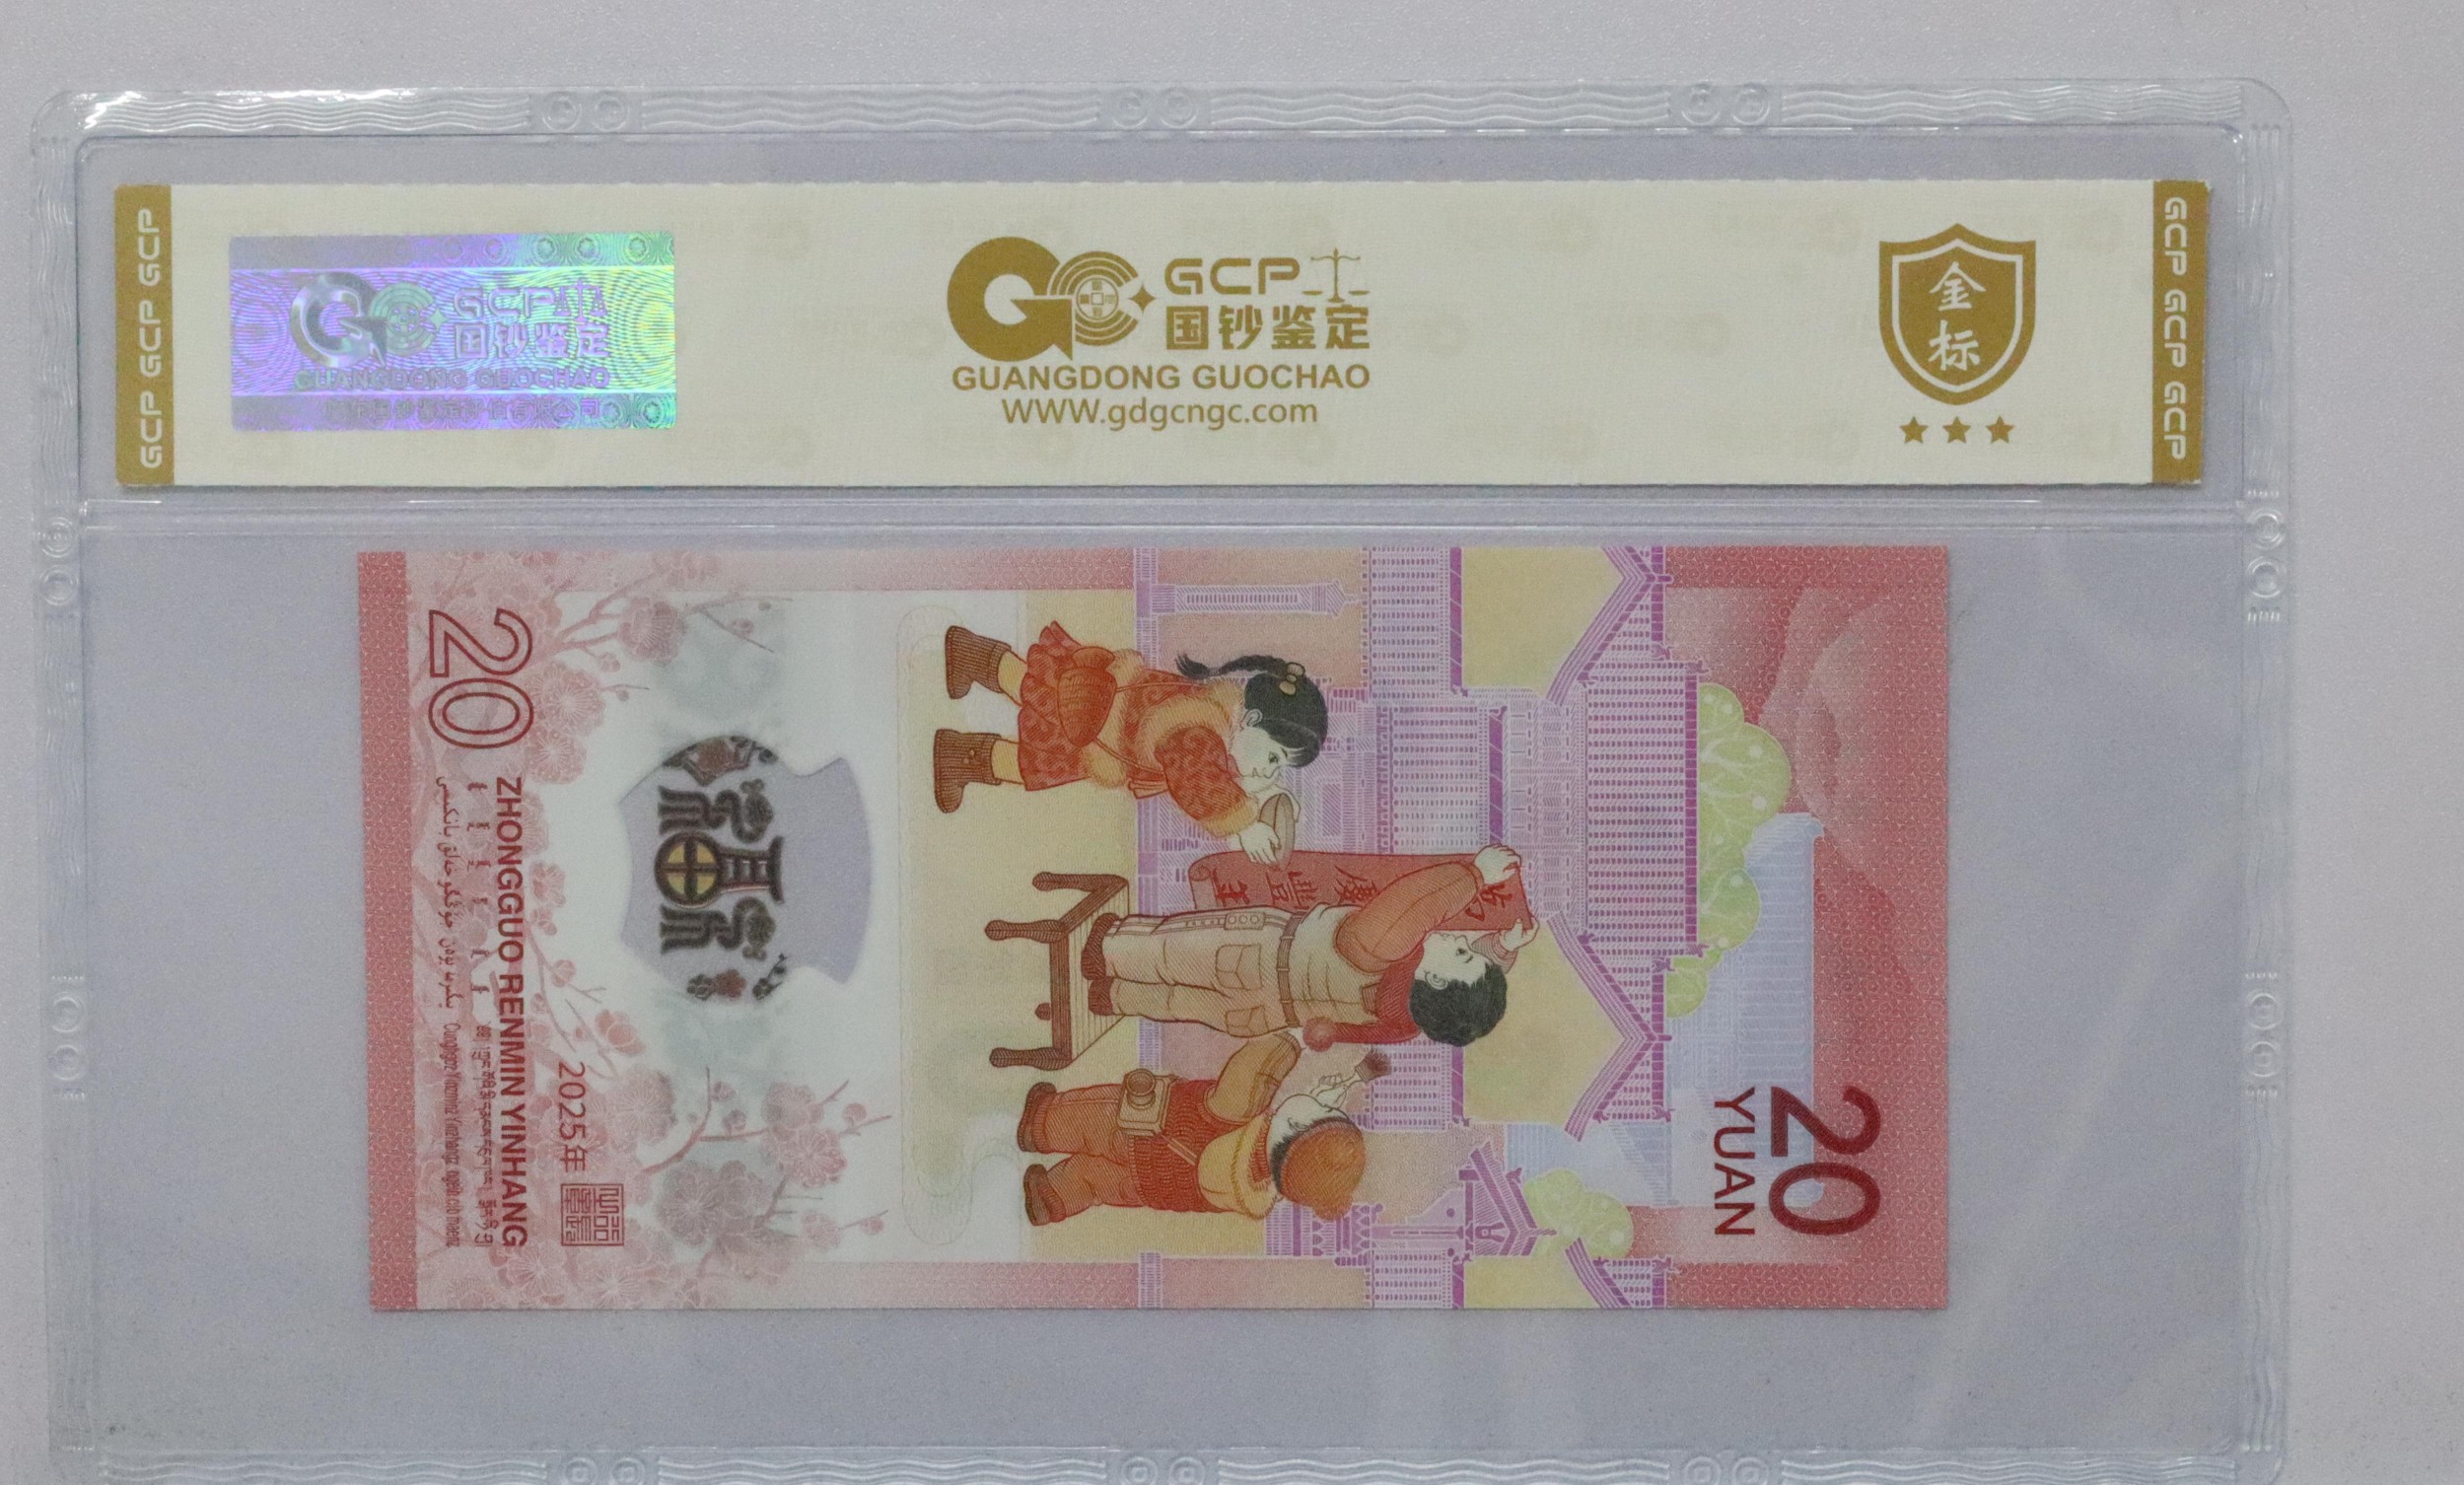 GCP GCP GCP
GCP
国钞鉴定
GUANGDONG GUOCHAO
GCP
国钞鉴定
GUANGDONG GUOCHAO
WWW.gdgcngc.com
金
标
GCP GCP GCP
20
YUAN
2025年
ZHONGGUO RENMIN YINHANG
20